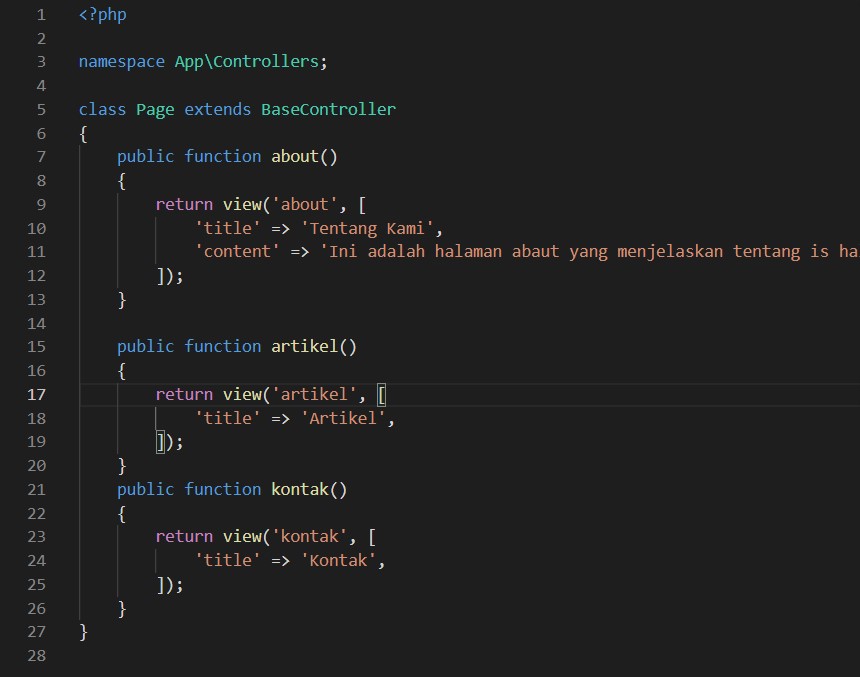 1 <?php
2
3 namespace App\Controllers;
4
5 class Page extends BaseController
6 {
7     public function about()
8     {
9         return view('about', [
10             'title' => 'Tentang Kami',
11             'content' => 'Ini adalah halaman abaut yang menjelaskan tentang is ha
12         ]);
13     }
14
15     public function artikel()
16     {
17         return view('artikel', [
18             'title' => 'Artikel',
19         ]);
20     }
21     public function kontak()
22     {
23         return view('kontak', [
24             'title' => 'Kontak',
25         ]);
26     }
27 }
28